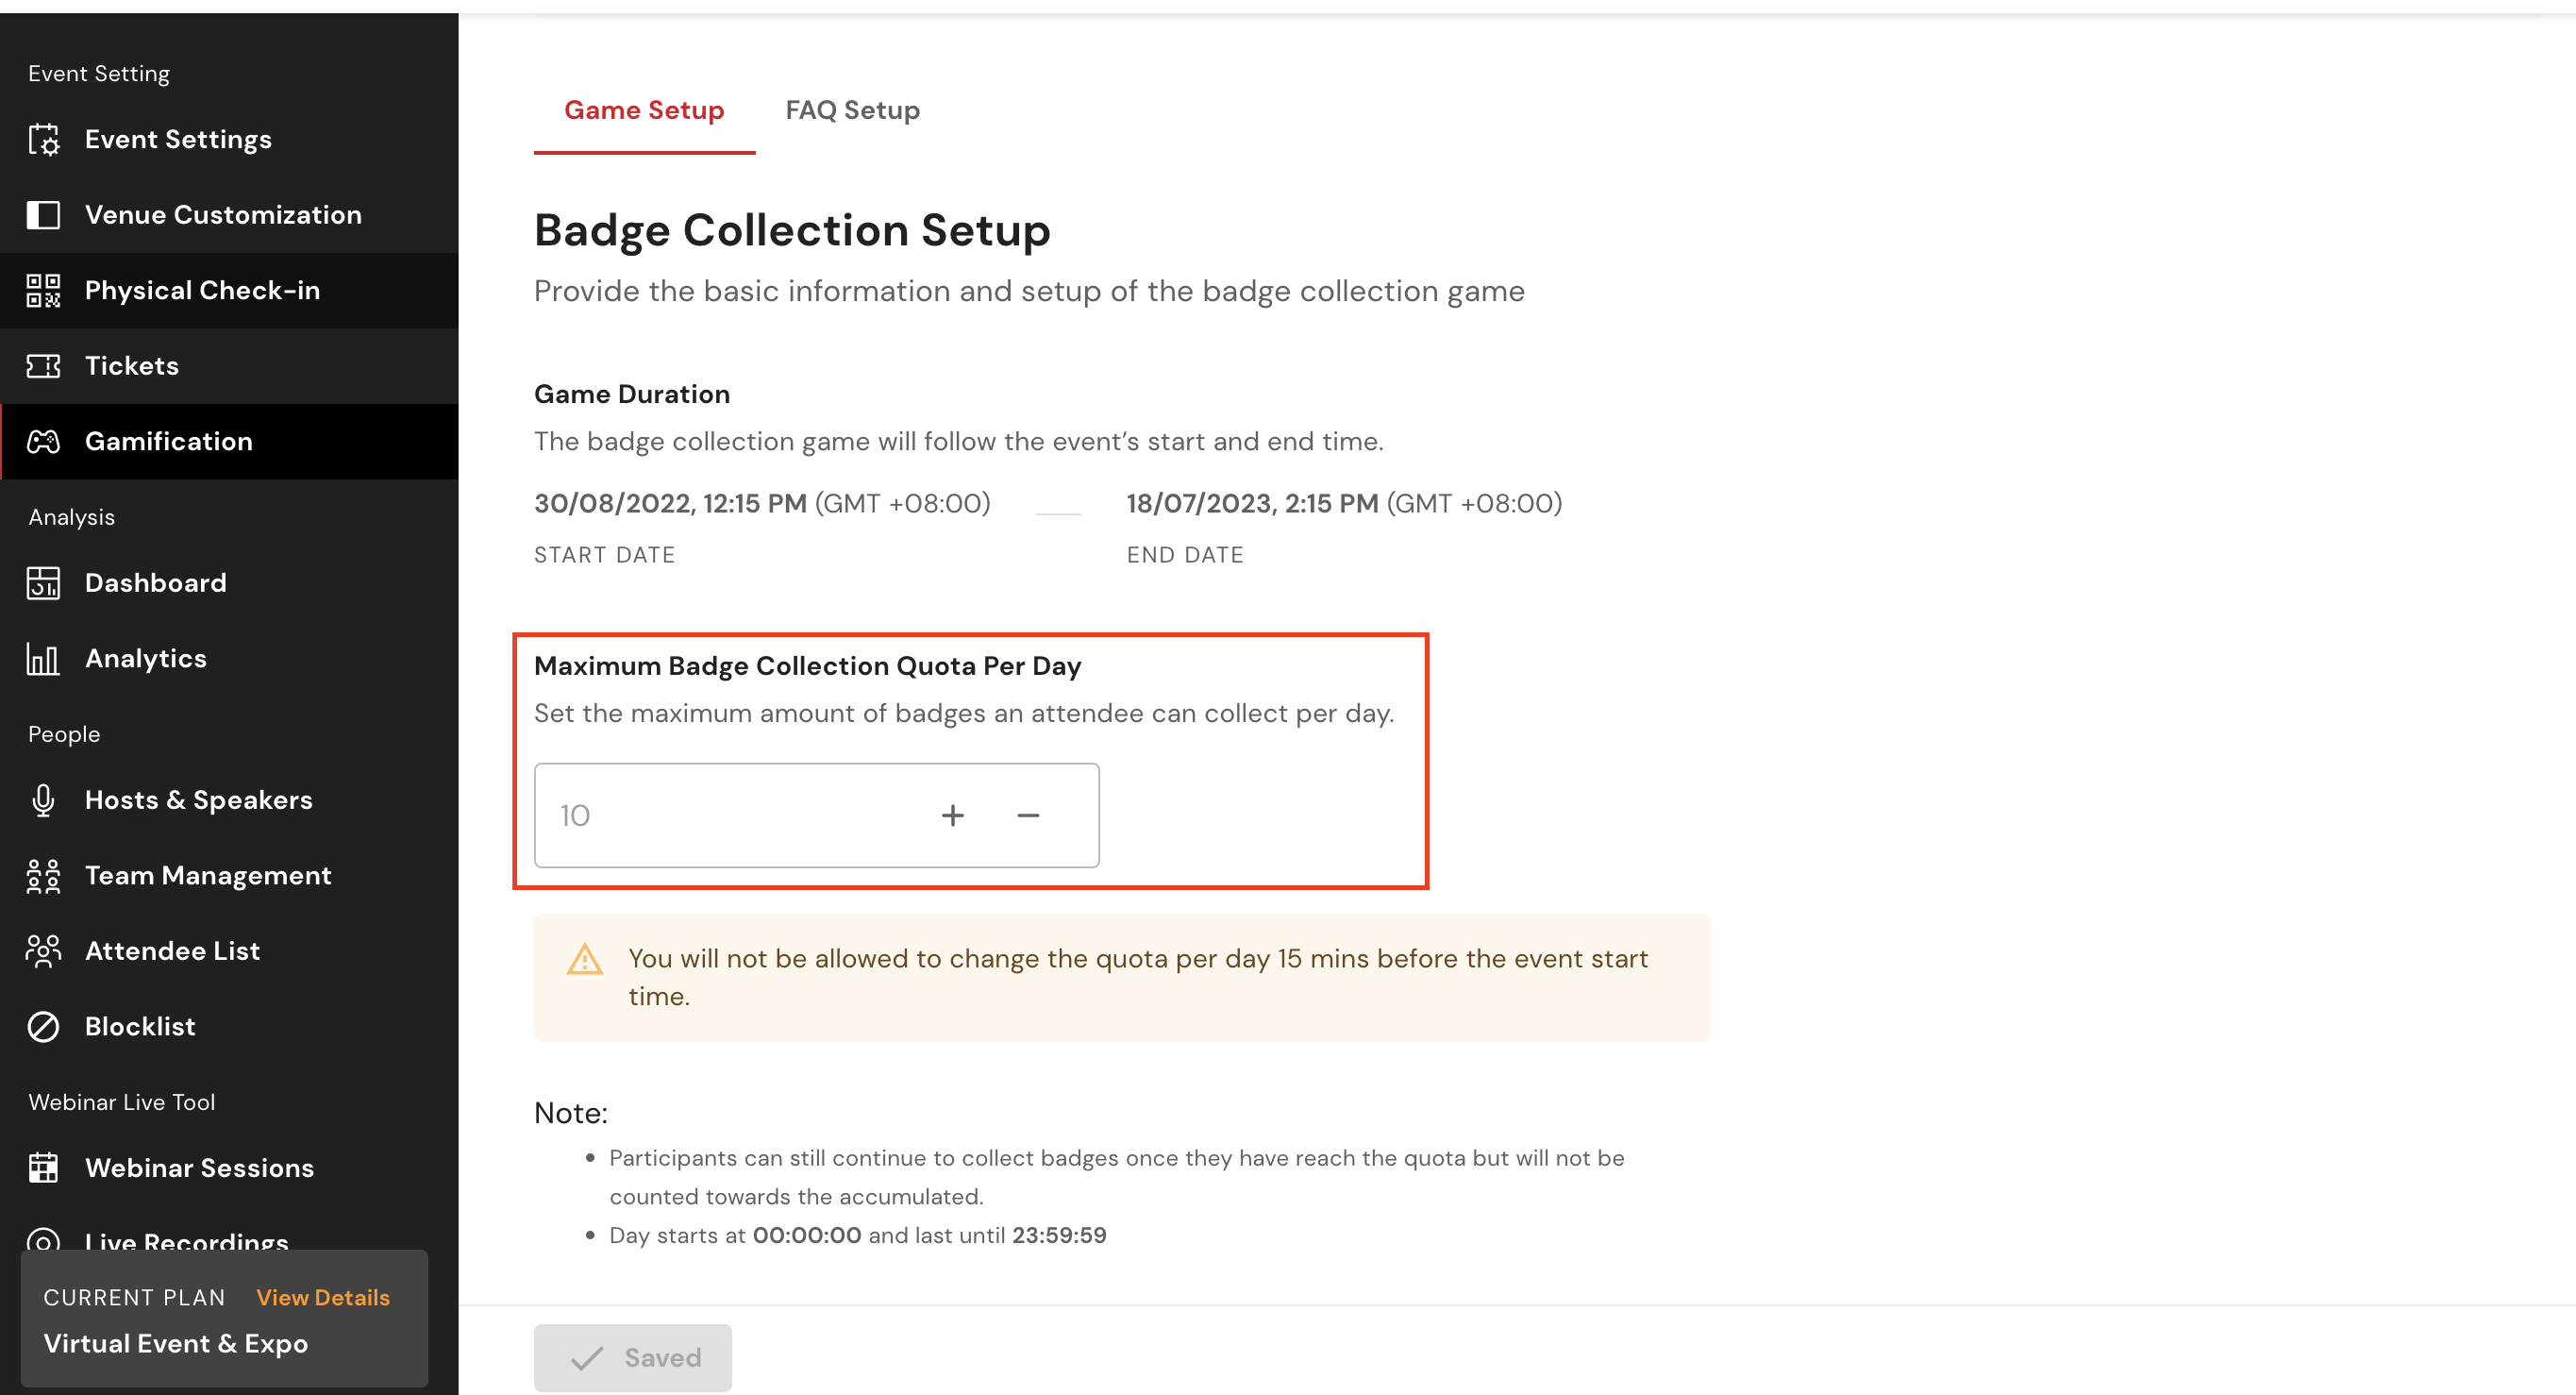 Event Setting
Event Settings
Venue Customization
Physical Check-in
Tickets
Gamification
Analysis
Dashboard
Analytics
People
Hosts & Speakers
Team Management
Attendee List
Blocklist
Webinar Live Tool
Webinar Sessions
Live Recordings
CURRENT PLAN View Details
Virtual Event & Expo
Game Setup FAQ Setup
Badge Collection Setup
Provide the basic information and setup of the badge collection game
Game Duration
The badge collection game will follow the event’s start and end time.
30/08/2022, 12:15 PM (GMT +08:00) 18/07/2023, 2:15 PM (GMT +08:00)
START DATE END DATE
Maximum Badge Collection Quota Per Day
Set the maximum amount of badges an attendee can collect per day.
10 + −
You will not be allowed to change the quota per day 15 mins before the event start
time.
Note:
• Participants can still continue to collect badges once they have reach the quota but will not be
counted towards the accumulated.
• Day starts at 00:00:00 and last until 23:59:59
Saved